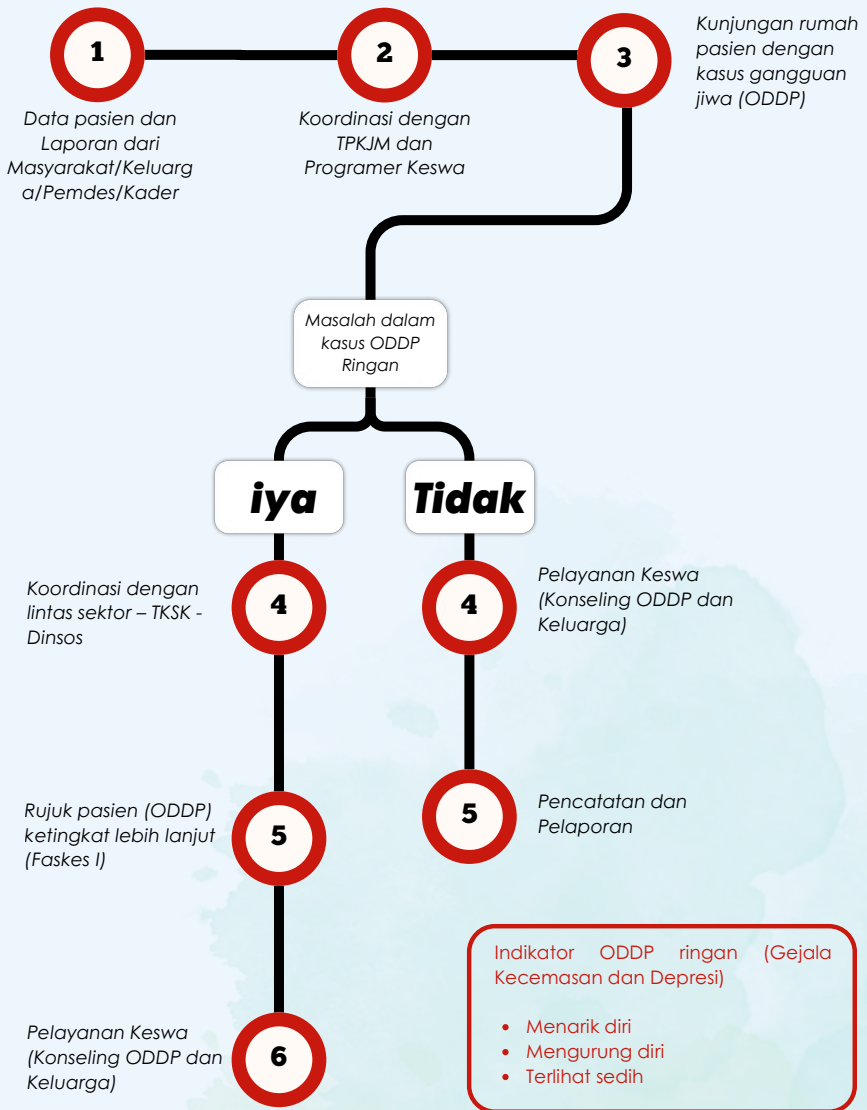 1
Data pasien dan
Laporan dari
Masyarakat/Keluarg
a/Pemdes/Kader
2
Koordinasi dengan
TPKJM dan
Programer Keswa
3
Kunjungan rumah
pasien dengan
kasus gangguan
jiwa (ODDP)
Masalah dalam
kasus ODDP
Ringan
iya
Tidak
4
Koordinasi dengan
lintas sektor – TKSK -
Dinsos
4
Pelayanan Keswa
(Konseling ODDP dan
Keluarga)
5
Rujuk pasien (ODDP)
ketingkat lebih lanjut
(Faskes I)
5
Pencatatan dan
Pelaporan
6
Pelayanan Keswa
(Konseling ODDP dan
Keluarga)
Indikator ODDP ringan (Gejala
Kecemasan dan Depresi)
• Menarik diri
• Mengurung diri
• Terlihat sedih